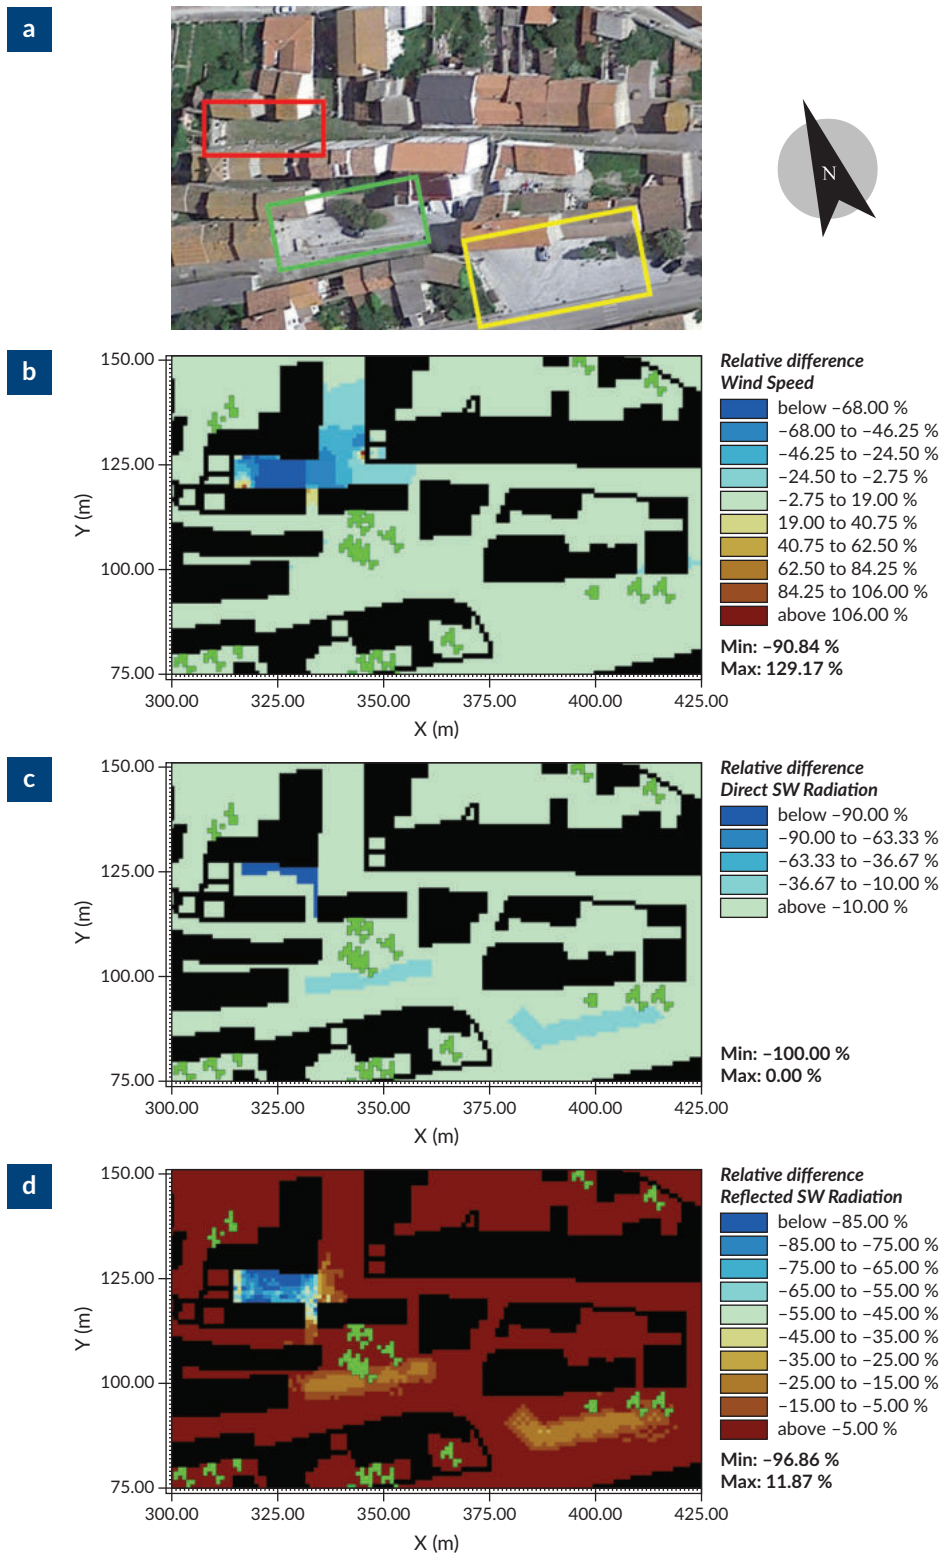 a
N
b
150.00
125.00
100.00
75.00
Y (m)
300.00 325.00 350.00 375.00 400.00 425.00
X (m)
Relative difference
Wind Speed
below –68.00 %
–68.00 to –46.25 %
–46.25 to –24.50 %
–24.50 to –2.75 %
–2.75 to 19.00 %
19.00 to 40.75 %
40.75 to 62.50 %
62.50 to 84.25 %
84.25 to 106.00 %
above 106.00 %
Min: –90.84 %
Max: 129.17 %
c
150.00
125.00
100.00
75.00
Y (m)
300.00 325.00 350.00 375.00 400.00 425.00
X (m)
Relative difference
Direct SW Radiation
below –90.00 %
–90.00 to –63.33 %
–63.33 to –36.67 %
–36.67 to –10.00 %
above –10.00 %
Min: –100.00 %
Max: 0.00 %
d
150.00
125.00
100.00
75.00
Y (m)
300.00 325.00 350.00 375.00 400.00 425.00
X (m)
Relative difference
Reflected SW Radiation
below –85.00 %
–85.00 to –75.00 %
–75.00 to –65.00 %
–65.00 to –55.00 %
–55.00 to –45.00 %
–45.00 to –35.00 %
–35.00 to –25.00 %
–25.00 to –15.00 %
–15.00 to –5.00 %
above –5.00 %
Min: –96.86 %
Max: 11.87 %